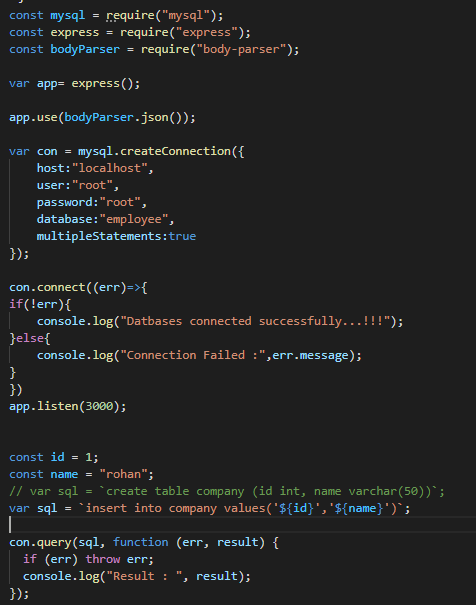 const mysql = require("mysql");
const express = require("express");
const bodyParser = require("body-parser");
var app= express();
app.use(bodyParser.json());
var con = mysql.createConnection({
host:"localhost",
user:"root",
password:"root",
database:"employee",
multipleStatements:true
});
con.connect((err)=>{
if(!err){
console.log("Datbases connected successfully...!!!");
}else{
console.log("Connection Failed :",err.message);
}
})
app.listen(3000);
const id = 1;
const name = "rohan";
// var sql = `create table company (id int, name varchar(50))`;
var sql = `insert into company values('${id}','${name}')`;
con.query(sql, function (err, result) {
if (err) throw err;
console.log("Result : ", result);
});